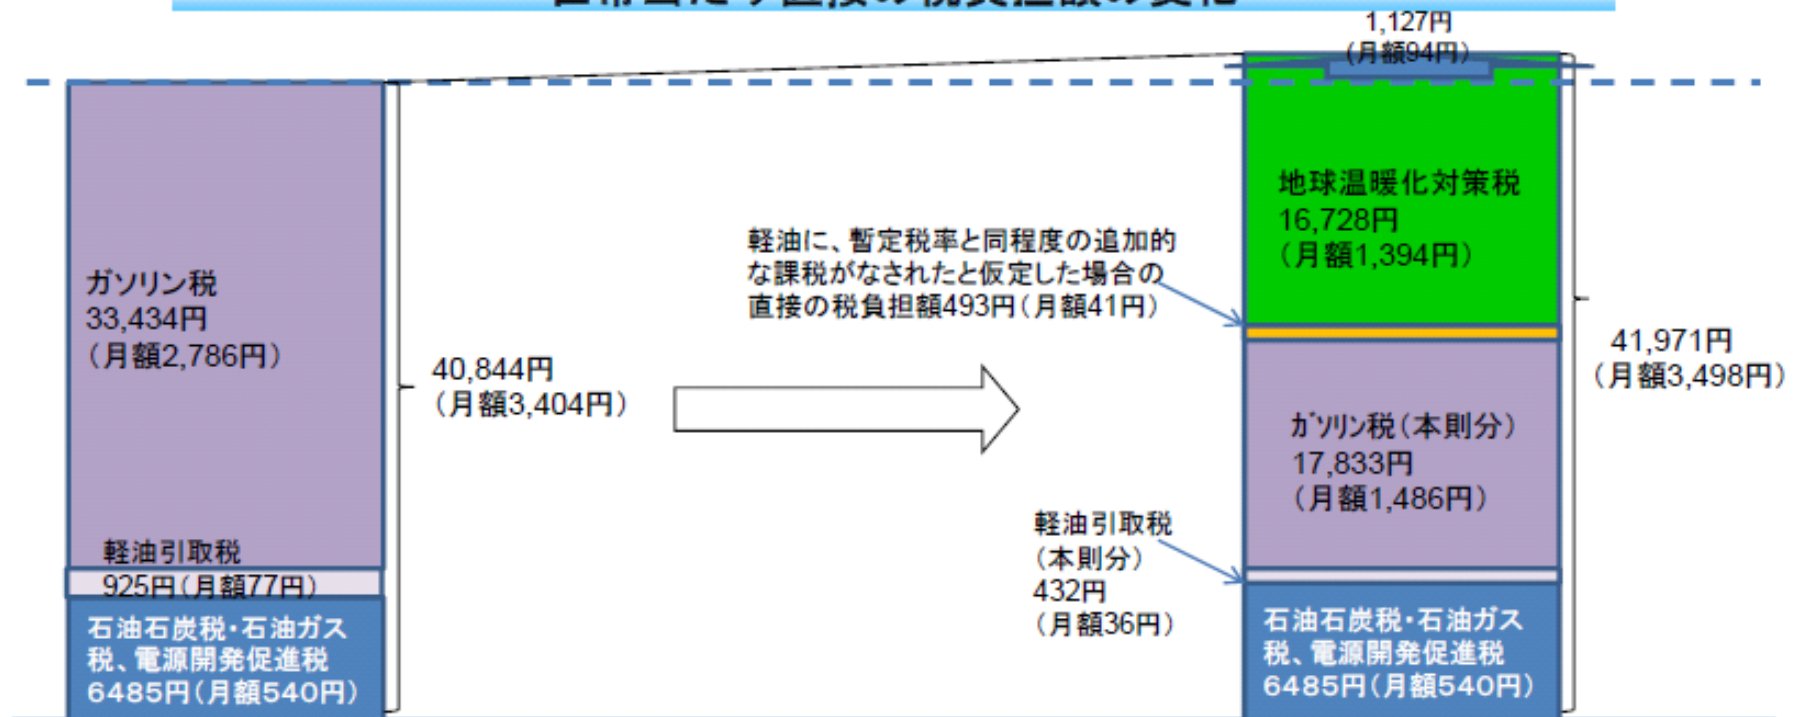 1,127円
(月額94円)
ガソリン税
33,434円
（月額2,786円）
軽油引取税
925円(月額77円)
石油石炭税・石油ガス
税、電源開発促進税
6485円(月額540円)
40,844円
（月額3,404円）
軽油に、暫定税率と同程度の追加的
な課税がなされたと仮定した場合の
直接の税負担額493円(月額41円)
軽油引取税
（本則分）
432円
（月額36円）
地球温暖化対策税
16,728円
（月額1,394円）
ｶﾞｿﾘﾝ税（本則分）
17,833円
（月額1,486円）
石油石炭税・石油ガス
税、電源開発促進税
6485円(月額540円)
41,971円
（月額3,498円）